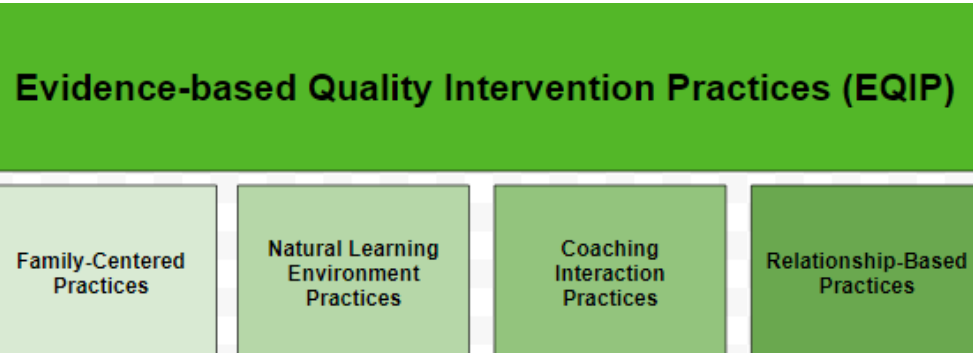 Evidence-based Quality Intervention Practices (EQIP)
Family-Centered
Practices
Natural Learning
Environment
Practices
Coaching
Interaction
Practices
Relationship-Based
Practices